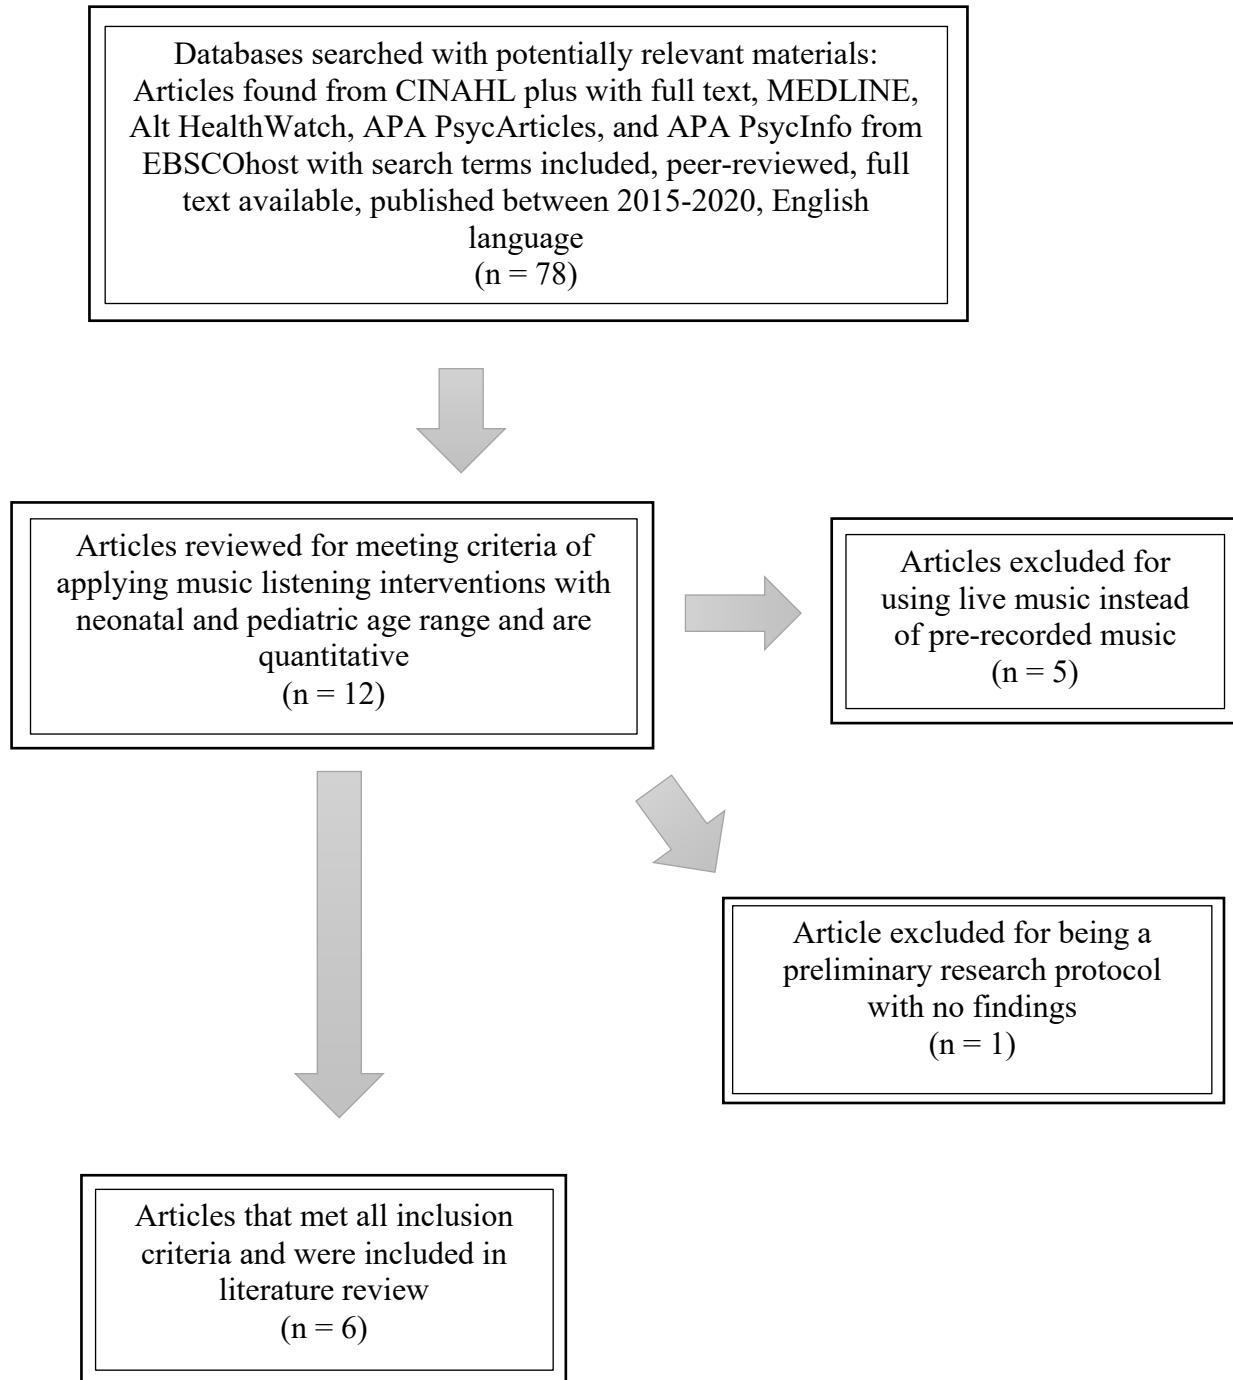 Databases searched with potentially relevant materials:
Articles found from CINAHL plus with full text, MEDLINE,
Alt HealthWatch, APA PsycArticles, and APA PsycInfo from
EBSCOhost with search terms included, peer-reviewed, full
text available, published between 2015-2020, English
language
(n = 78)
Articles reviewed for meeting criteria of
applying music listening interventions with
neonatal and pediatric age range and are
quantitative
(n = 12)
Articles excluded for
using live music instead
of pre-recorded music
(n = 5)
Article excluded for being a
preliminary research protocol
with no findings
(n = 1)
Articles that met all inclusion
criteria and were included in
literature review
(n = 6)